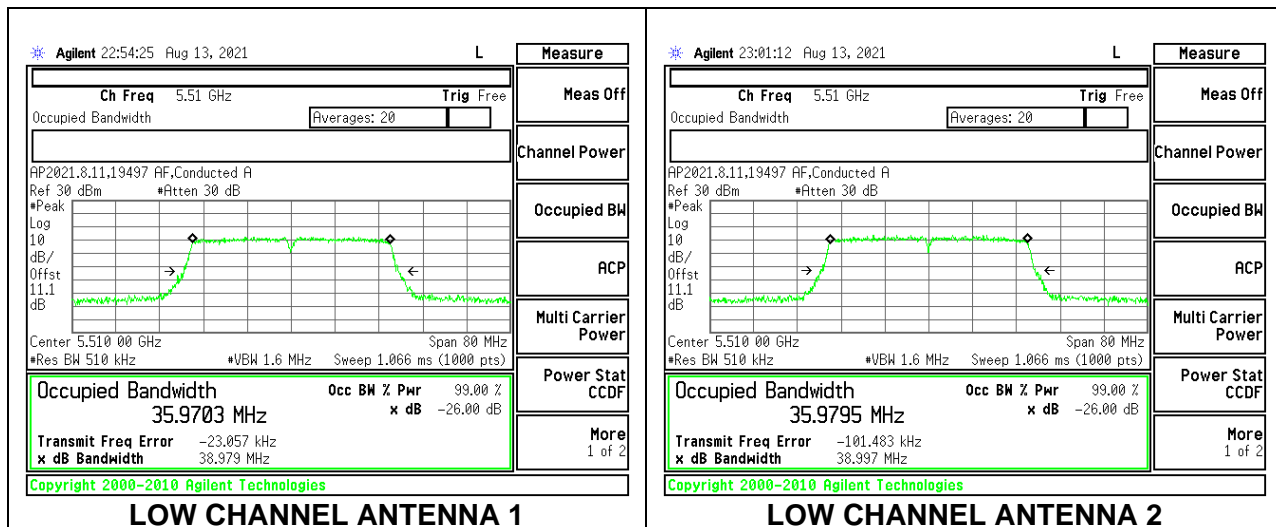 Agilent 22:54:25 Aug 13, 2021 L
Measure
Ch Freq 5.51 GHz Trig Free
Meas Off
Occupied Bandwidth Averages: 20
Channel Power
AP2021.8.11,19497 AF,Conducted A
Ref 30 dBm #Atten 30 dB
#Peak
Log
10
dB/
Offst
11.1
dB
Occupied BW
ACP
Multi Carrier
Power
Center 5.510 00 GHz Span 80 MHz
#Res BW 510 kHz #VBW 1.6 MHz Sweep 1.066 ms (1000 pts)
Power Stat
CCDF
Occupied Bandwidth Occ BW % Pwr 99.00 %
35.9703 MHz x dB -26.00 dB
Transmit Freq Error -23.057 kHz
x dB Bandwidth 38.979 MHz
More
1 of 2
Copyright 2000-2010 Agilent Technologies
LOW CHANNEL ANTENNA 1
Agilent 23:01:12 Aug 13, 2021 L
Measure
Ch Freq 5.51 GHz Trig Free
Meas Off
Occupied Bandwidth Averages: 20
Channel Power
AP2021.8.11,19497 AF,Conducted A
Ref 30 dBm #Atten 30 dB
#Peak
Log
10
dB/
Offst
11.1
dB
Occupied BW
ACP
Multi Carrier
Power
Center 5.510 00 GHz Span 80 MHz
#Res BW 510 kHz #VBW 1.6 MHz Sweep 1.066 ms (1000 pts)
Power Stat
CCDF
Occupied Bandwidth Occ BW % Pwr 99.00 %
35.9795 MHz x dB -26.00 dB
Transmit Freq Error -101.483 kHz
x dB Bandwidth 38.997 MHz
More
1 of 2
Copyright 2000-2010 Agilent Technologies
LOW CHANNEL ANTENNA 2